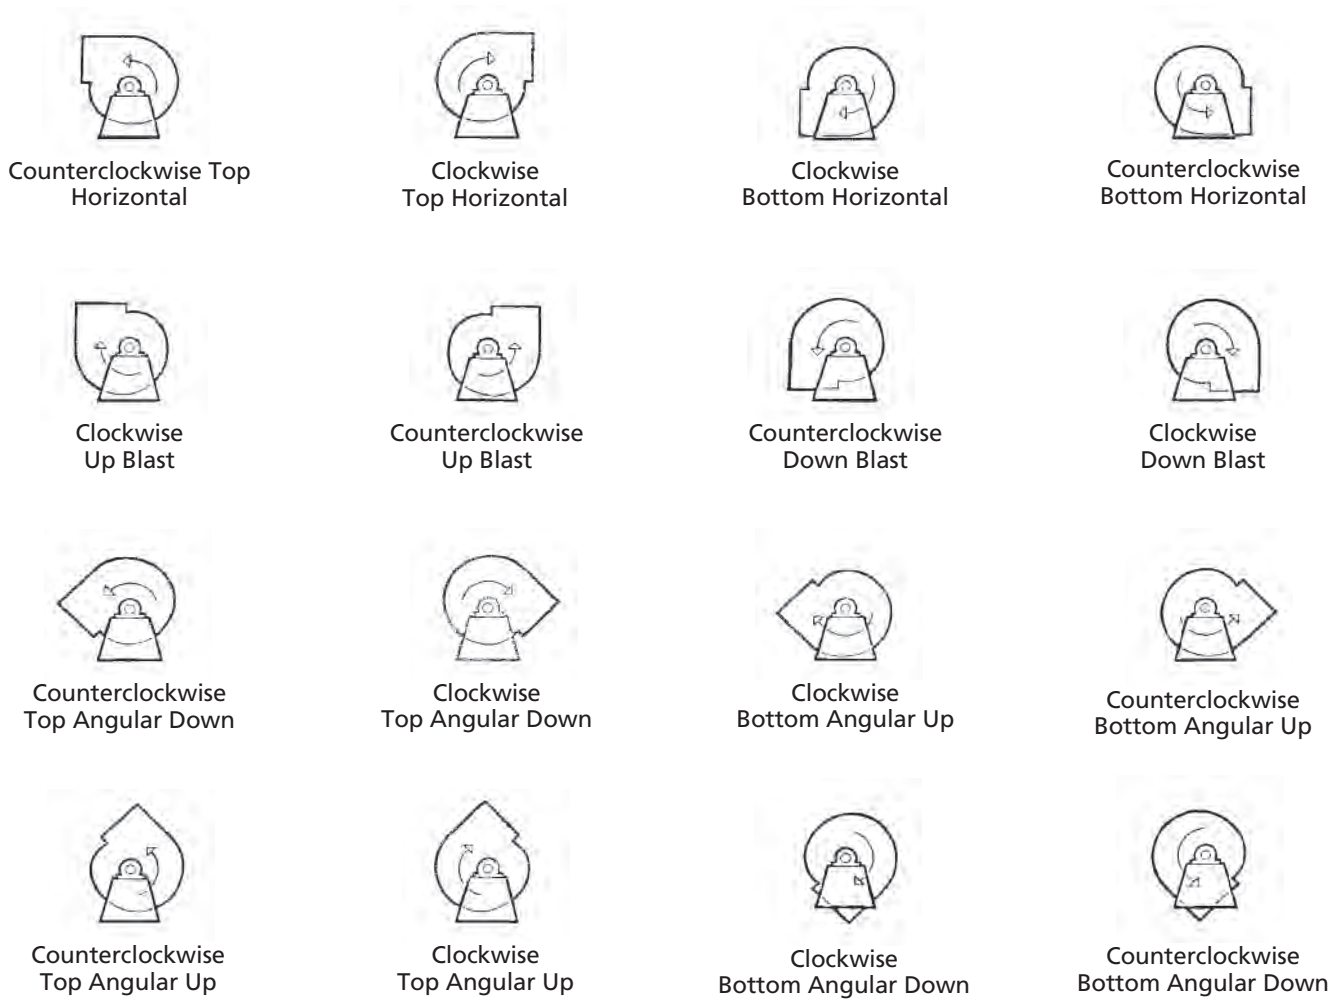 Counterclockwise Top
Horizontal
Clockwise
Top Horizontal
Clockwise
Bottom Horizontal
Counterclockwise
Bottom Horizontal
Clockwise
Up Blast
Counterclockwise
Up Blast
Counterclockwise
Down Blast
Clockwise
Down Blast
Counterclockwise
Top Angular Down
Clockwise
Top Angular Down
Clockwise
Bottom Angular Up
Counterclockwise
Bottom Angular Up
Counterclockwise
Top Angular Up
Clockwise
Top Angular Up
Clockwise
Bottom Angular Down
Counterclockwise
Bottom Angular Down